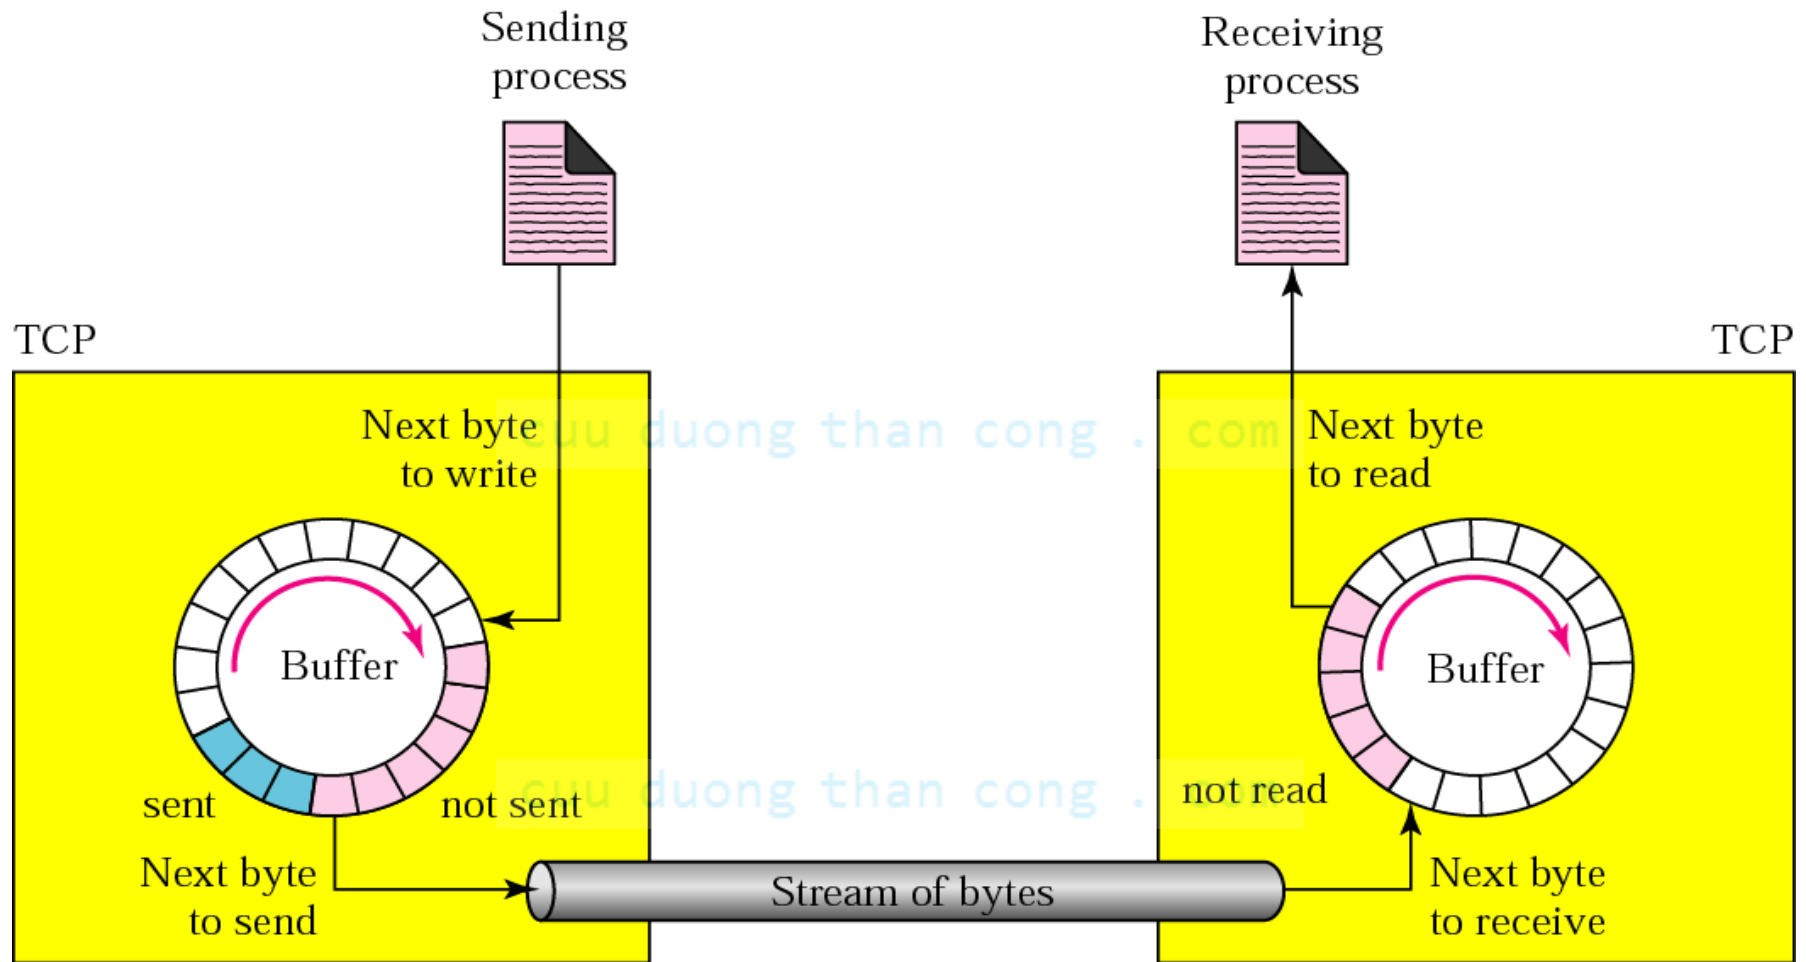 Sending
process
Receiving
process
TCP
TCP
Next byte
to write
cuu duong than cong . com
Next byte
to read
Buffer
Buffer
sent
not sent
cuu duong than cong . com
not read
Next byte
to send
Stream of bytes
Next byte
to receive